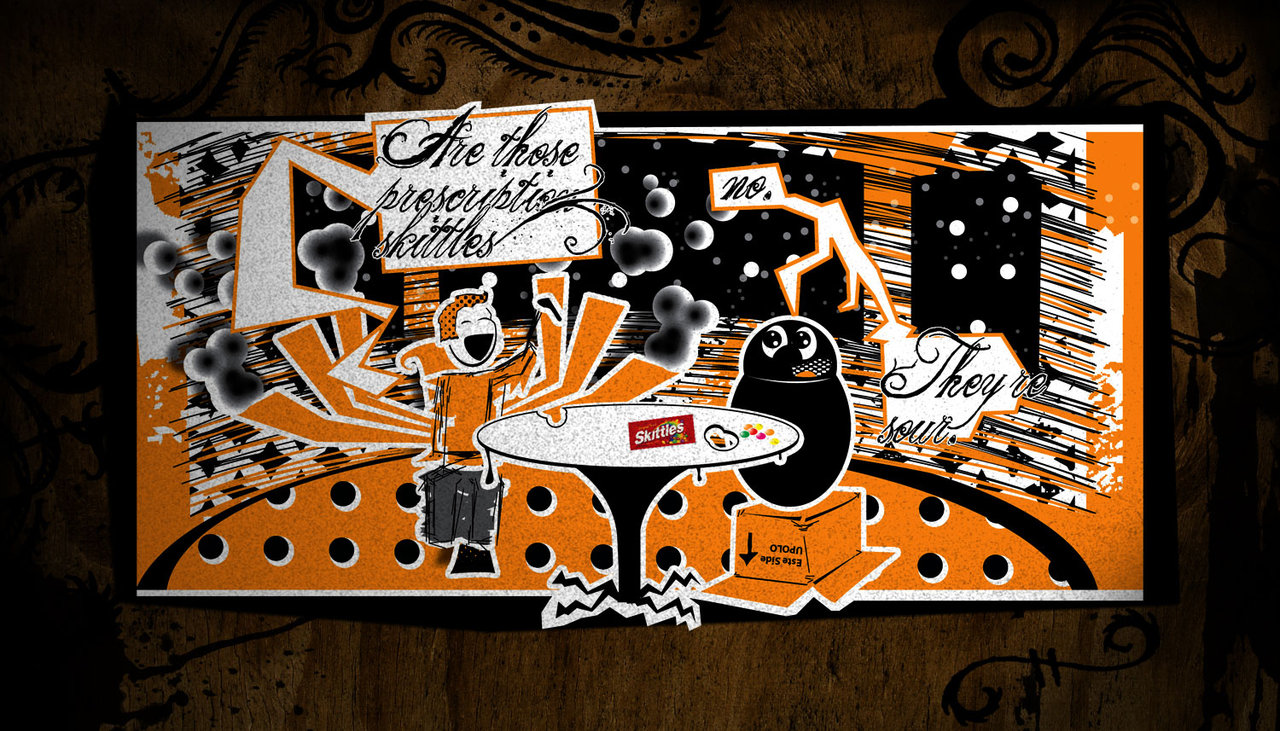 Are those
prescription
skittles
no.
They're
sour.
Skittles
Este Side
UPOLO